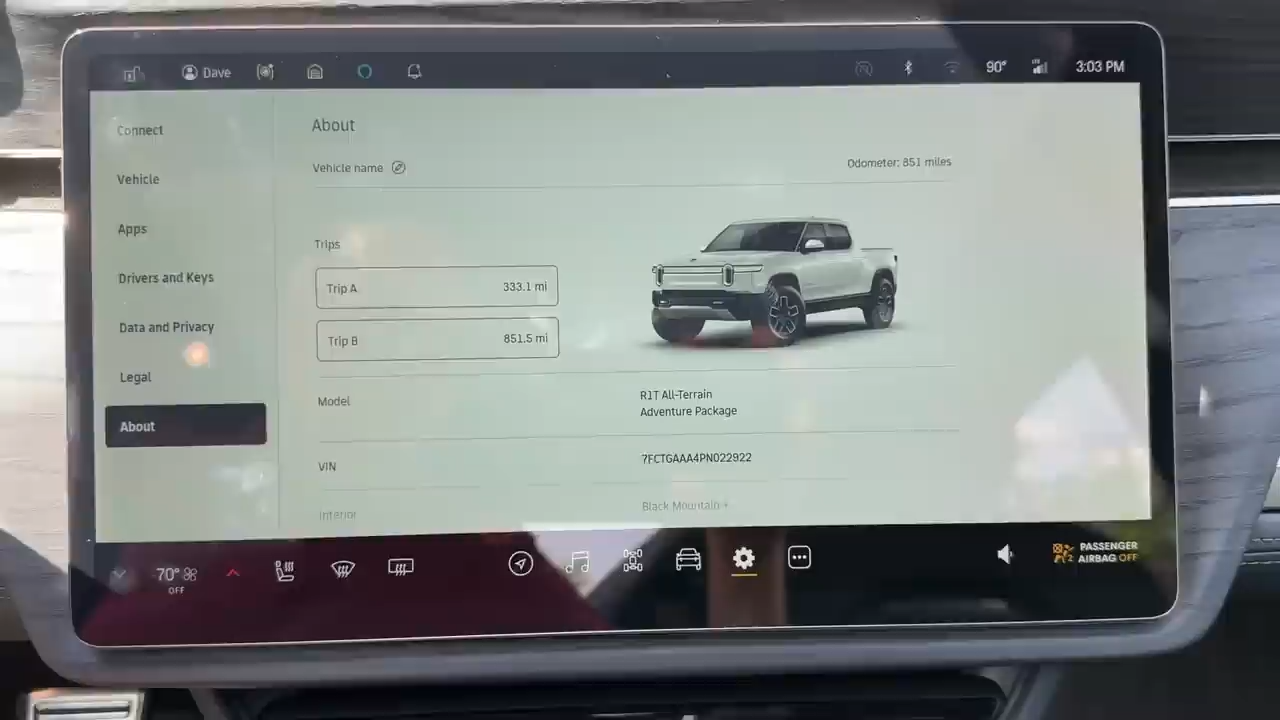 Dave
90°
LTE
3:03 PM
Connect
Vehicle
Apps
Drivers and Keys
Data and Privacy
Legal
About
About
Vehicle name
Odometer: 851 miles
Trips
Trip A 333.1 mi
Trip B 851.5 mi
Model
R1T All-Terrain
Adventure Package
VIN
7FCTGAAA4PN022922
Interior
Black Mountain +
70°
OFF
PASSENGER
AIRBAG OFF